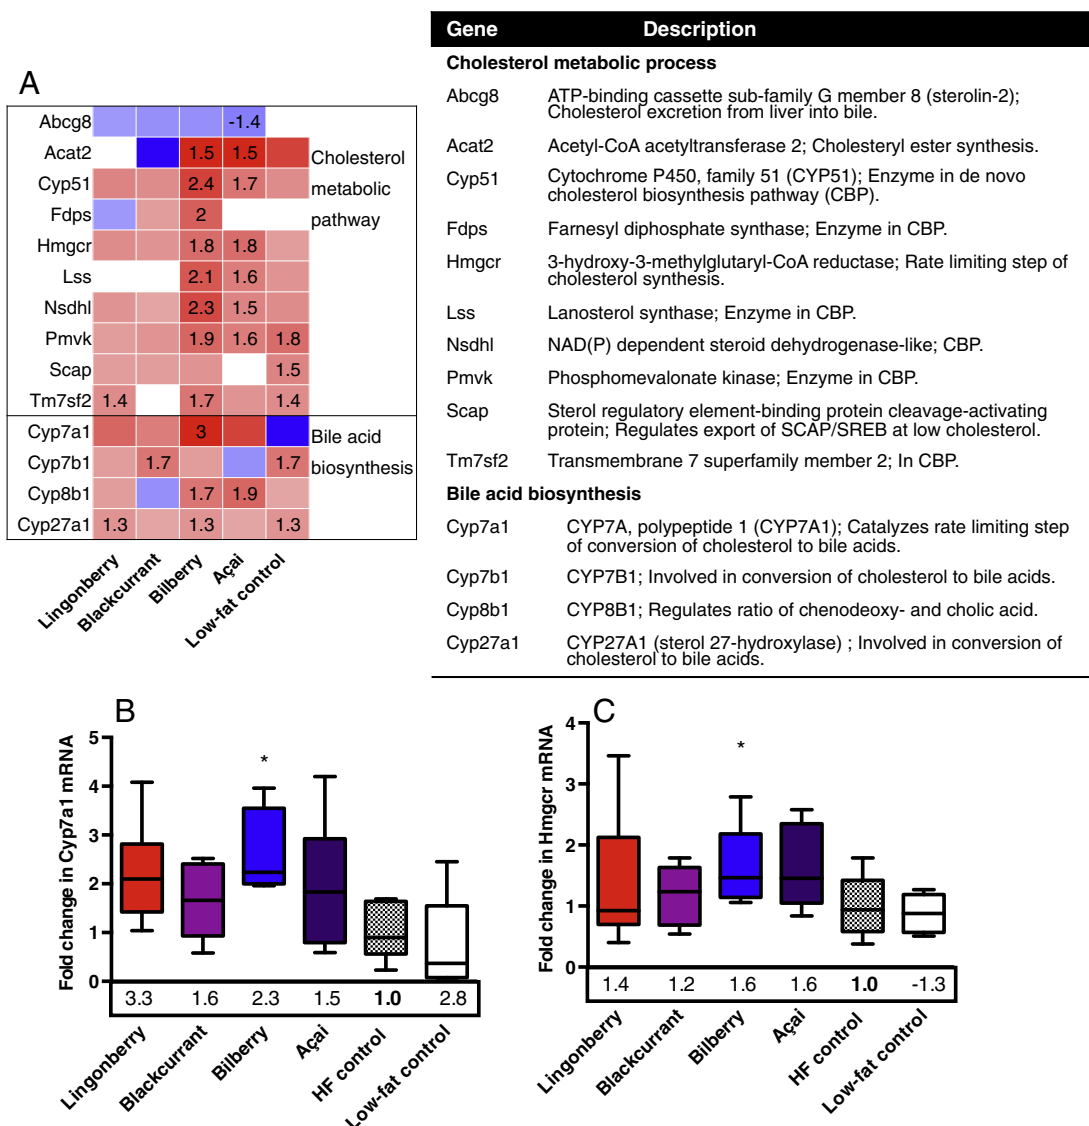 Gene Description
Cholesterol metabolic process
Abcg8 ATP-binding cassette sub-family G member 8 (sterolin-2);
Cholesterol excretion from liver into bile.
Acat2 Acetyl-CoA acetyltransferase 2; Cholesteryl ester synthesis.
Cyp51 Cytochrome P450, family 51 (CYP51); Enzyme in de novo
cholesterol biosynthesis pathway (CBP).
Fdps Farnesyl diphosphate synthase; Enzyme in CBP.
Hmgcr 3-hydroxy-3-methylglutaryl-CoA reductase; Rate limiting step of
cholesterol synthesis.
Lss Lanosterol synthase; Enzyme in CBP.
Nsdhl NAD(P) dependent steroid dehydrogenase-like; CBP.
Pmvk Phosphomevalonate kinase; Enzyme in CBP.
Scap Sterol regulatory element-binding protein cleavage-activating
protein; Regulates export of SCAP/SREB at low cholesterol.
Tm7sf2 Transmembrane 7 superfamily member 2; In CBP.
Bile acid biosynthesis
Cyp7a1 CYP7A, polypeptide 1 (CYP7A1); Catalyzes rate limiting step
of conversion of cholesterol to bile acids.
Cyp7b1 CYP7B1; Involved in conversion of cholesterol to bile acids.
Cyp8b1 CYP8B1; Regulates ratio of chenodeoxy- and cholic acid.
Cyp27a1 CYP27A1 (sterol 27-hydroxylase) ; Involved in conversion of
cholesterol to bile acids.
A
Abcg8 -1.4
Acat2 1.5 1.5 Cholesterol
Cyp51 2.4 1.7 metabolic
Fdps 2 pathway
Hmgcr 1.8 1.8
Lss 2.1 1.6
Nsdhl 2.3 1.5
Pmvk 1.9 1.6 1.8
Scap 1.5
Tm7sf2 1.4 1.7 1.4
Cyp7a1 3 Bile acid
Cyp7b1 1.7 1.7 biosynthesis
Cyp8b1 1.7 1.9
Cyp27a1 1.3 1.3 1.3
Lingonberry
Blackcurrant
Bilberry
Açai
Low-fat control
B
Fold change in Cyp7a1 mRNA
5
4
3
2
1
0
*
3.3 1.6 2.3 1.5 1.0 2.8
Lingonberry
Blackcurrant
Bilberry
Açai
HF control
Low-fat control
C
Fold change in Hmgcr mRNA
4
3
2
1
0
*
1.4 1.2 1.6 1.6 1.0 -1.3
Lingonberry
Blackcurrant
Bilberry
Açai
HF control
Low-fat control